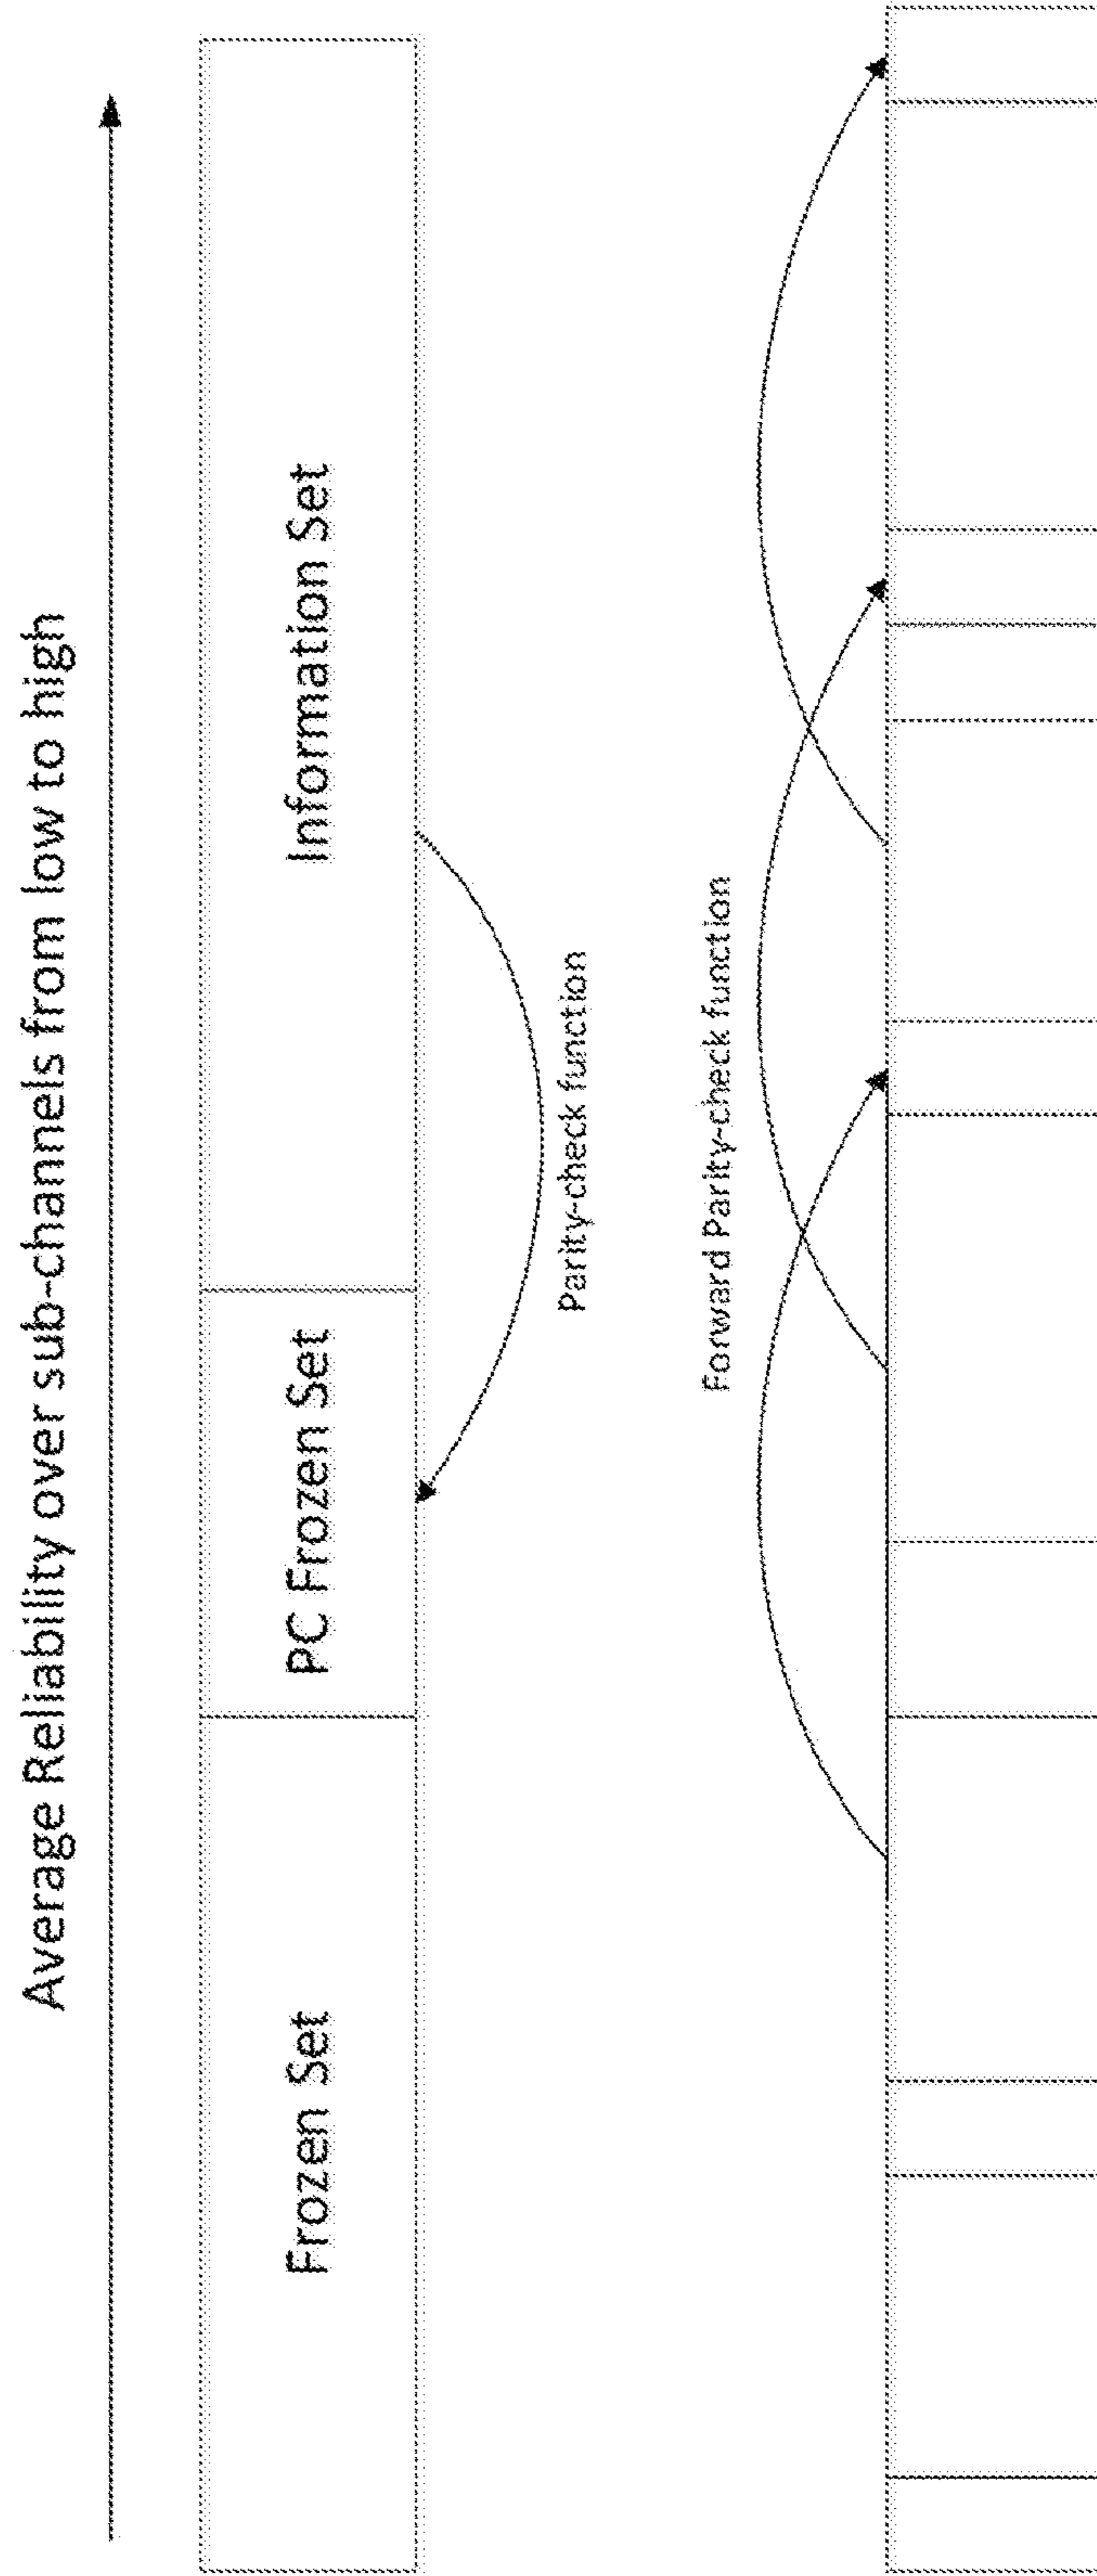 Average Reliability over sub-channels from low to high
Frozen Set
PC Frozen Set
Information Set
Parity-check function
Forward Parity-check function